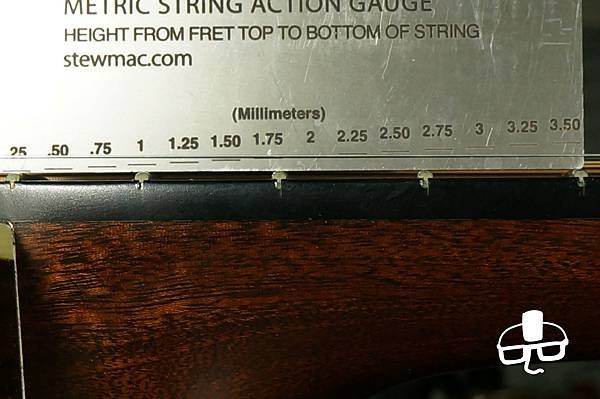 METRIC STRING ACTION GAUGE
HEIGHT FROM FRET TOP TO BOTTOM OF STRING
stewmac.com
(Millimeters)
.25 .50 .75 1 1.25 1.50 1.75 2 2.25 2.50 2.75 3 3.25 3.50